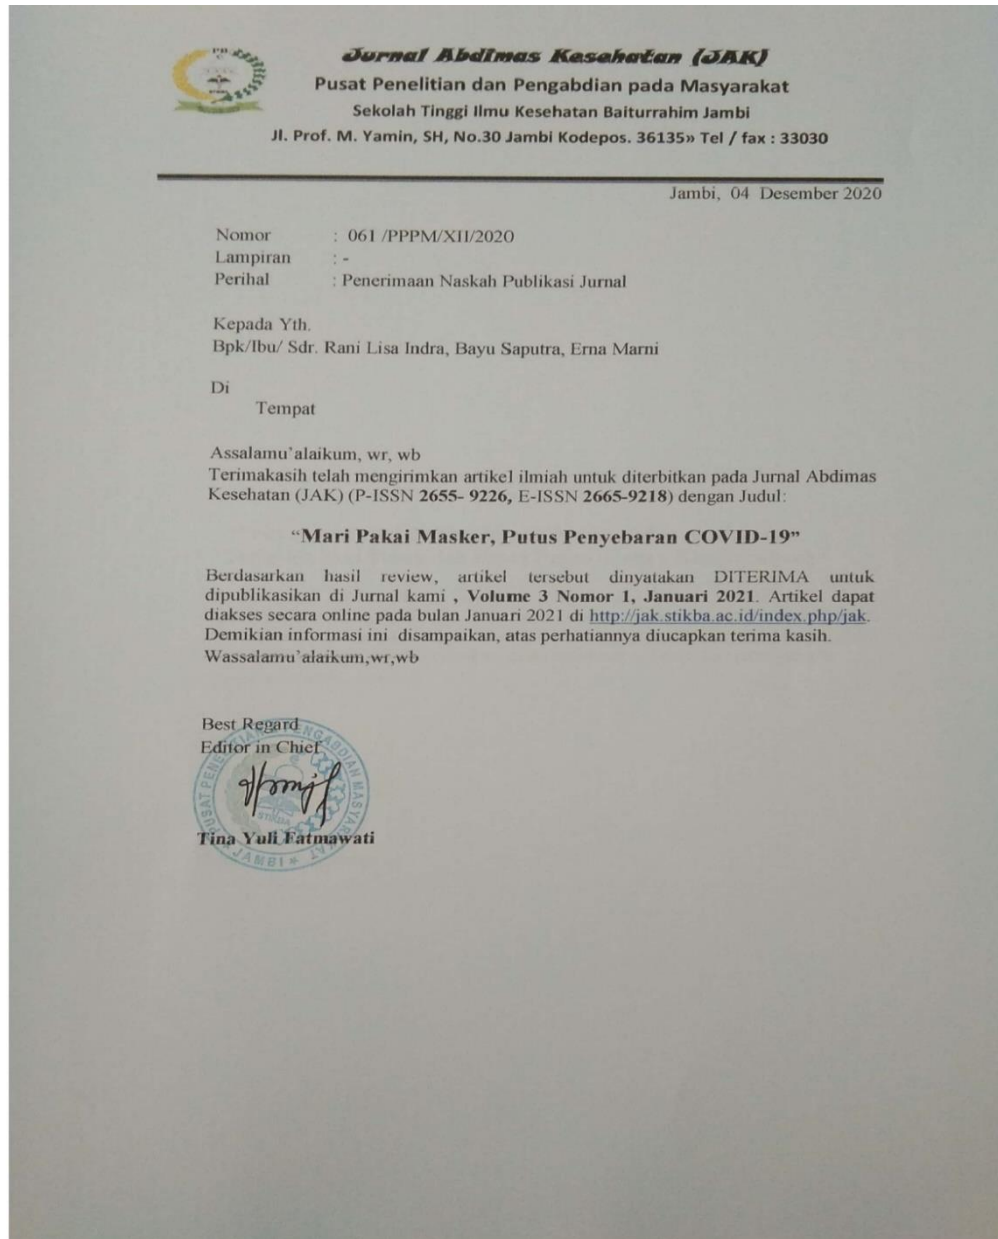 Jurnal Abdimas Kesehatan (JAK)
Pusat Penelitian dan Pengabdian pada Masyarakat
Sekolah Tinggi Ilmu Kesehatan Baiturrahim Jambi
Jl. Prof. M. Yamin, SH, No.30 Jambi Kodepos. 36135» Tel / fax : 33030
Jambi, 04 Desember 2020
Nomor : 061 /PPPM/XII/2020
Lampiran : -
Perihal : Penerimaan Naskah Publikasi Jurnal
Kepada Yth.
Bpk/Ibu/ Sdr. Rani Lisa Indra, Bayu Saputra, Erna Marni
Di
Tempat
Assalamu'alaikum, wr, wb
Terimakasih telah mengirimkan artikel ilmiah untuk diterbitkan pada Jurnal Abdimas
Kesehatan (JAK) (P-ISSN 2655- 9226, E-ISSN 2665-9218) dengan Judul:
“Mari Pakai Masker, Putus Penyebaran COVID-19”
Berdasarkan hasil review, artikel tersebut dinyatakan DITERIMA untuk
dipublikasikan di Jurnal kami , Volume 3 Nomor 1, Januari 2021. Artikel dapat
diakses secara online pada bulan Januari 2021 di http://jak.stikba.ac.id/index.php/jak.
Demikian informasi ini disampaikan, atas perhatiannya diucapkan terima kasih.
Wassalamu'alaikum,wr,wb
Best Regard
Editor in Chief
PUSAT PENELITIAN PENGABDIAN MASYARAKAT
STIKBA
JAMBI
Tina Yuli Fatmawati